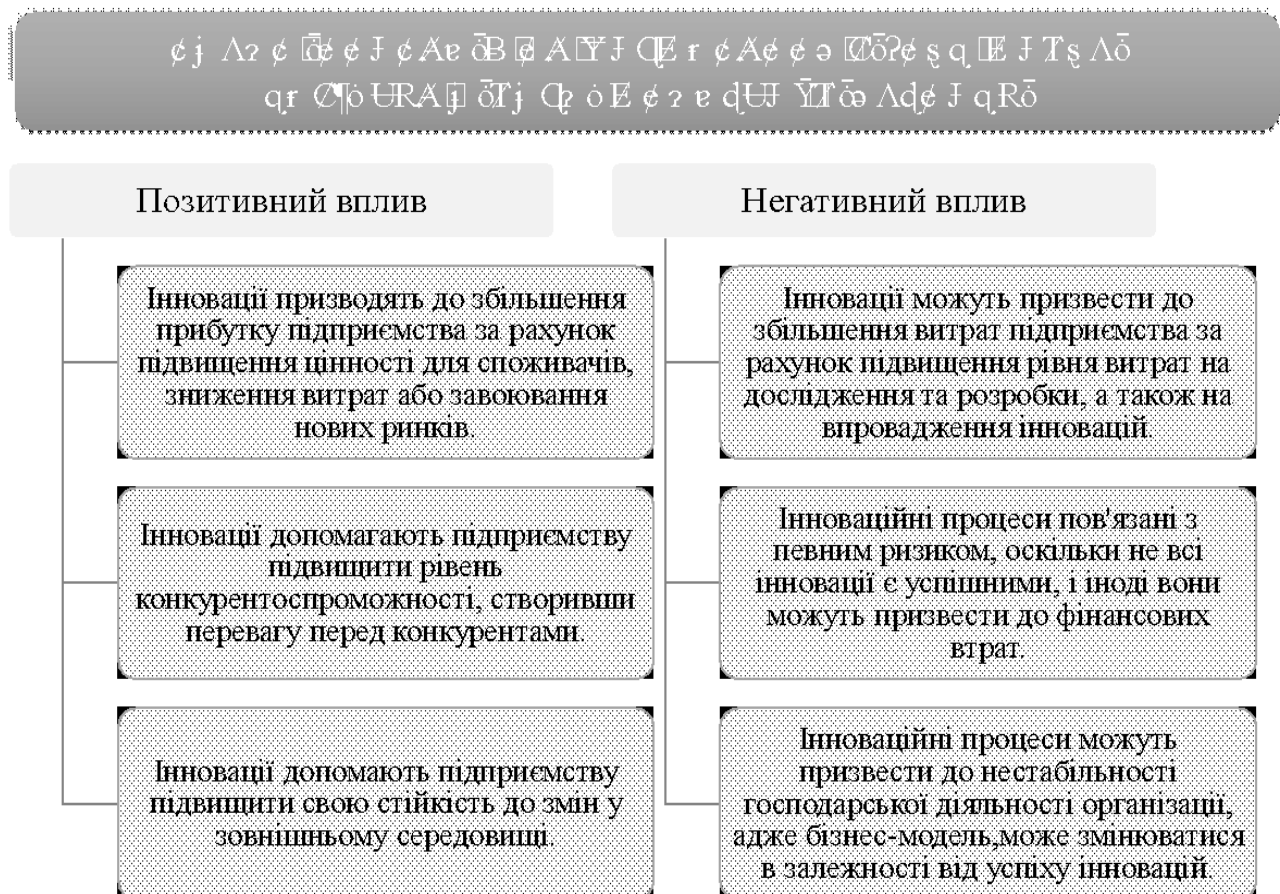 Позитивний вплив
Інновації призводять до збільшення
прибутку підприємства за рахунок
підвищення цінності для споживачів,
зниження витрат або завоювання
нових ринків.
Інновації допомагають підприємству
підвищити рівень
конкурентоспроможності, створивши
перевагу перед конкурентами.
Інновації допомають підприємству
підвищити свою стійкість до змін у
зовнішньому середовищі.
Негативний вплив
Інновації можуть призвести до
збільшення витрат підприємства за
рахунок підвищення рівня витрат на
дослідження та розробки, а також на
впровадження інновацій.
Інноваційні процеси пов'язані з
певним ризиком, оскільки не всі
інновації є успішними, і іноді вони
можуть призвести до фінансових
втрат.
Інноваційні процеси можуть
призвести до нестабільності
господарської діяльності організації,
адже бізнес-модель,може змінюватися
в залежності від успіху інновацій.